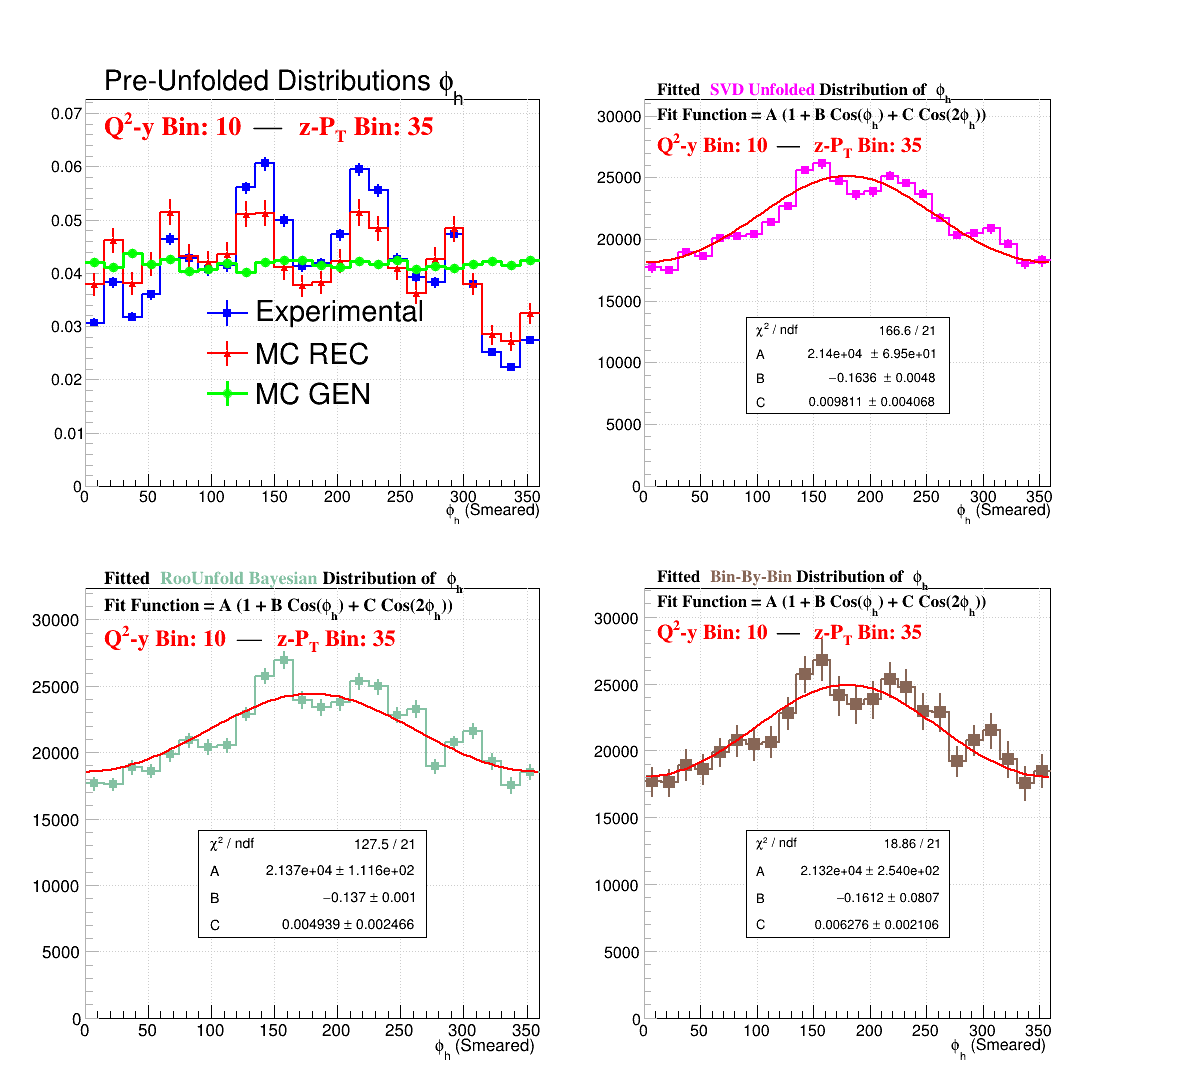 Pre-Unfolded Distributions ϕh
Q²-y Bin: 10 — z-PT Bin: 35
0.07
0.06
0.05
0.04
0.03
0.02
0.01
0
Experimental
MC REC
MC GEN
0 50 100 150 200 250 300 350
ϕh (Smeared)
Fitted SVD Unfolded Distribution of ϕh
Fit Function = A (1 + B Cos(ϕh) + C Cos(2ϕh))
Q²-y Bin: 10 — z-PT Bin: 35
30000
25000
20000
15000
10000
5000
0
χ² / ndf 166.6 / 21
A 2.14e+04 ± 6.95e+01
B −0.1636 ± 0.0048
C 0.009811 ± 0.004068
0 50 100 150 200 250 300 350
ϕh (Smeared)
Fitted RooUnfold Bayesian Distribution of ϕh
Fit Function = A (1 + B Cos(ϕh) + C Cos(2ϕh))
Q²-y Bin: 10 — z-PT Bin: 35
30000
25000
20000
15000
10000
5000
0
χ² / ndf 127.5 / 21
A 2.137e+04 ± 1.116e+02
B −0.137 ± 0.001
C 0.004939 ± 0.002466
0 50 100 150 200 250 300 350
ϕh (Smeared)
Fitted Bin-By-Bin Distribution of ϕh
Fit Function = A (1 + B Cos(ϕh) + C Cos(2ϕh))
Q²-y Bin: 10 — z-PT Bin: 35
30000
25000
20000
15000
10000
5000
0
χ² / ndf 18.86 / 21
A 2.132e+04 ± 2.540e+02
B −0.1612 ± 0.0807
C 0.006276 ± 0.002106
0 50 100 150 200 250 300 350
ϕh (Smeared)